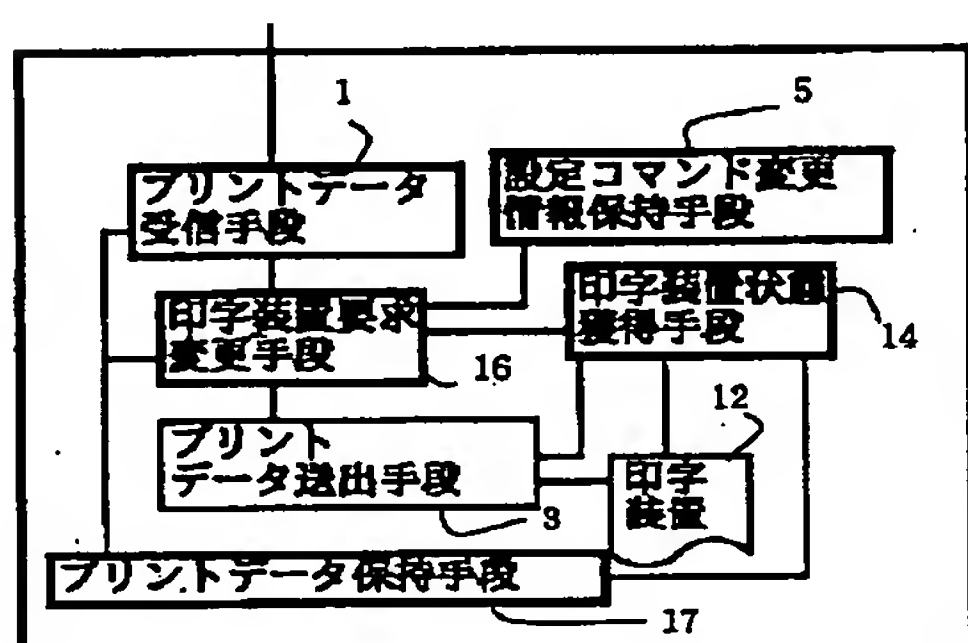 1
5
プリントデータ
受信手段
設定コマンド変更
情報保持手段
印字装置要求
変更手段
16
印字装置状態
獲得手段
14
12
プリント
データ送出手段
3
印字
装置
プリントデータ保持手段
17